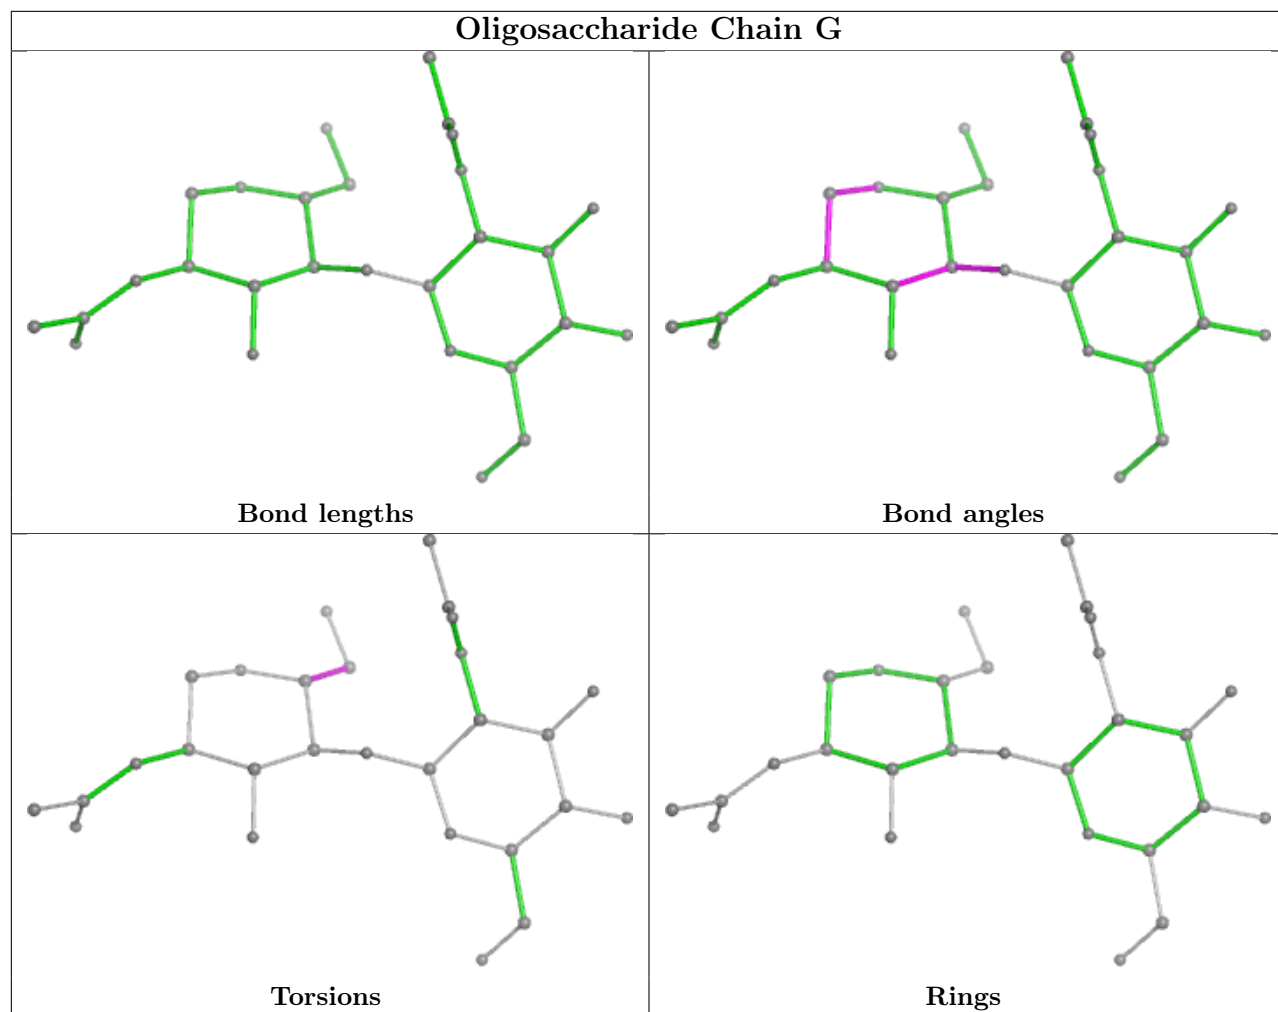 Oligosaccharide Chain G
Bond lengths
Bond angles
Torsions
Rings